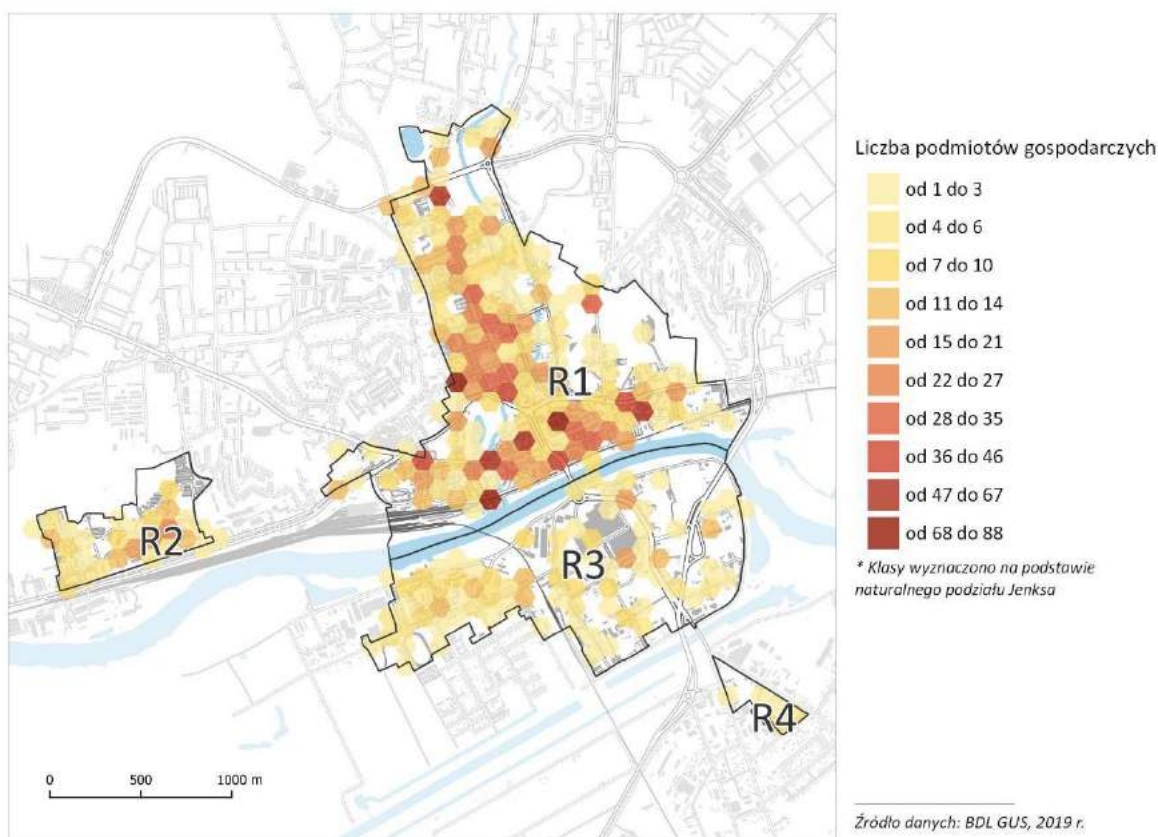 Liczba podmiotów gospodarczych
od 1 do 3
od 4 do 6
od 7 do 10
od 11 do 14
od 15 do 21
od 22 do 27
od 28 do 35
od 36 do 46
od 47 do 67
od 68 do 88
* Klasy wyznaczono na podstawie
naturalnego podziału Jenksa
R1
R2
R3
R4
0 500 1000 m
Źródło danych: BDL GUS, 2019 r.